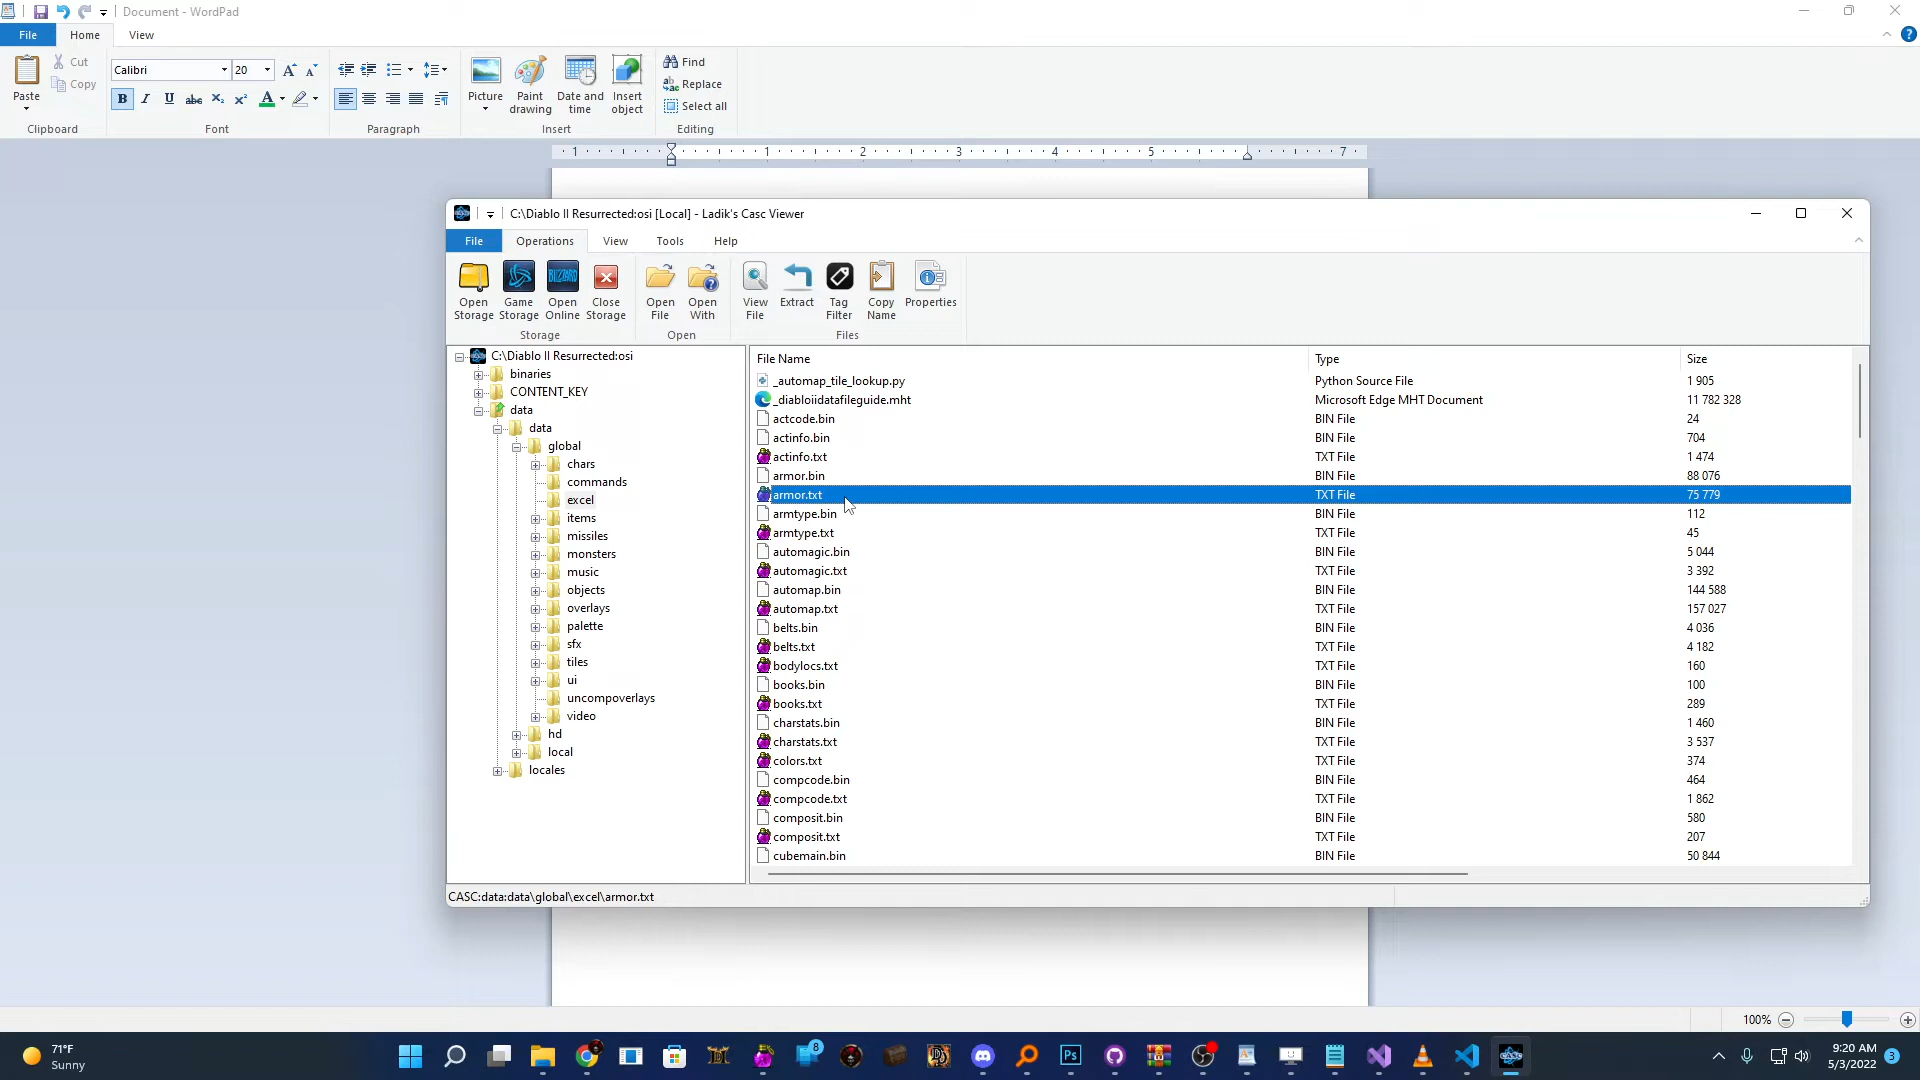 Document - WordPad
File Home View
Paste
Cut
Copy
Clipboard
Calibri 20
B I U abc X₂ X² A
Font
Paragraph
Picture
Paint drawing
Date and time
Insert object
Insert
Find
Replace
Select all
Editing
1 1 2 3 4 5 7
C:\Diablo II Resurrected:osi [Local] - Ladik's Casc Viewer
File Operations View Tools Help
Open Storage
Game Storage
Open Online
Close Storage
Storage
Open File
Open With
Open
View File
Extract
Tag Filter
Copy Name
Properties
Files
C:\Diablo II Resurrected:osi
binaries
CONTENT_KEY
data
data
global
chars
commands
excel
items
missiles
monsters
music
objects
overlays
palette
sfx
tiles
ui
uncompoverlays
video
hd
local
locales
File Name Type Size
_automap_tile_lookup.py Python Source File 1 905
_diabloiidatafileguide.mht Microsoft Edge MHT Document 11 782 328
actcode.bin BIN File 24
actinfo.bin BIN File 704
actinfo.txt TXT File 1 474
armor.bin BIN File 88 076
armor.txt TXT File 75 779
armtype.bin BIN File 112
armtype.txt TXT File 45
automagic.bin BIN File 5 044
automagic.txt TXT File 3 392
automap.bin BIN File 144 588
automap.txt TXT File 157 027
belts.bin BIN File 4 036
belts.txt TXT File 4 182
bodylocs.txt TXT File 160
books.bin BIN File 100
books.txt TXT File 289
charstats.bin BIN File 1 460
charstats.txt TXT File 3 537
colors.txt TXT File 374
compcode.bin BIN File 464
compcode.txt TXT File 1 862
composit.bin BIN File 580
composit.txt TXT File 207
cubemain.bin BIN File 50 844
CASC:data:data\global\excel\armor.txt
100%
71°F
Sunny
8
Ps
9:20 AM
5/3/2022
3